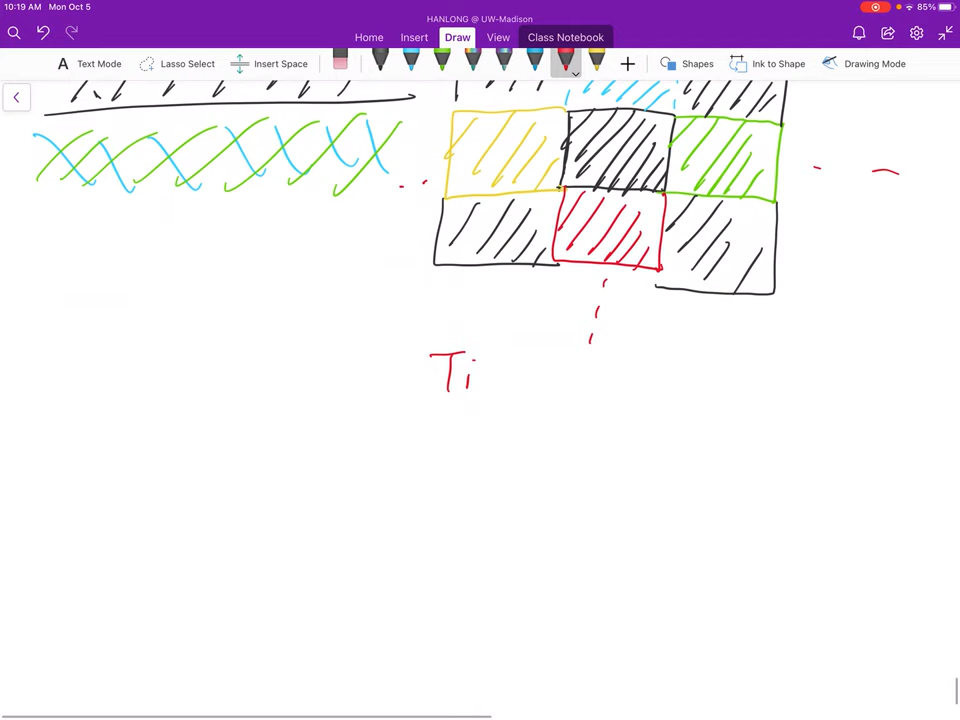 10:19 AM Mon Oct 5
85%
HANLONG @ UW-Madison
Home Insert Draw View Class Notebook
Text Mode Lasso Select Insert Space Shapes Ink to Shape Drawing Mode
Ti